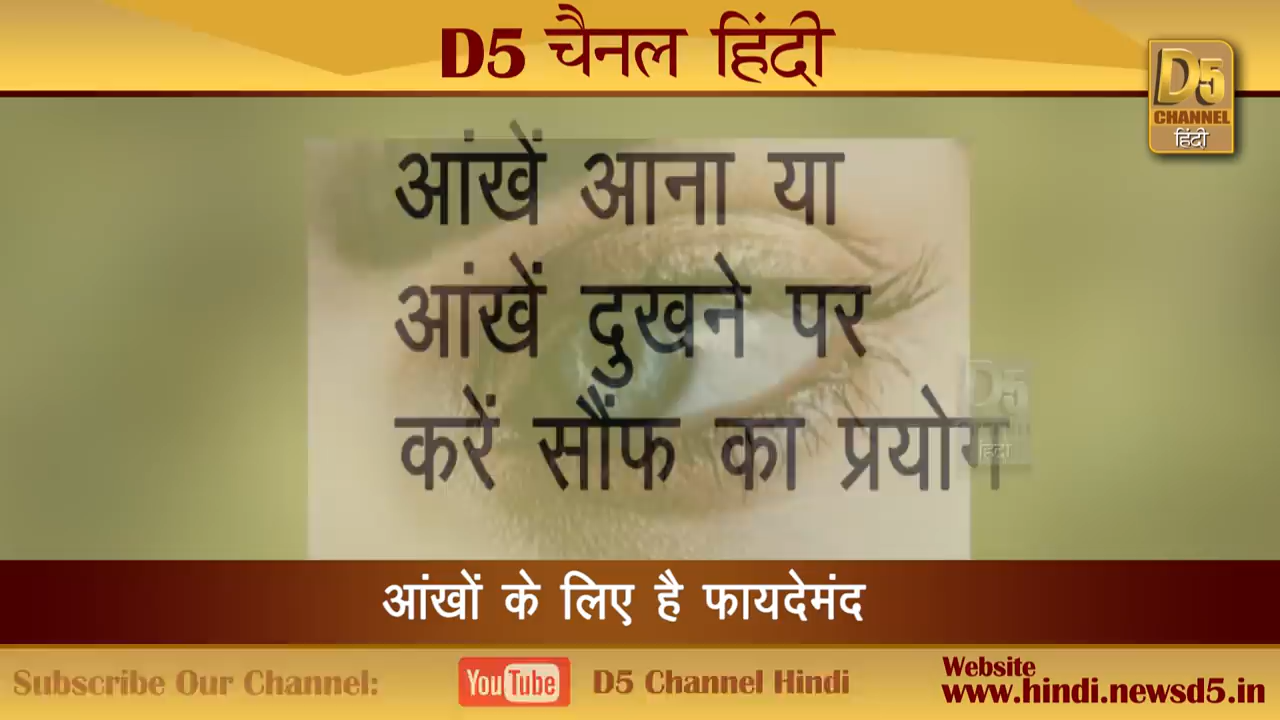 D5 चैनल हिंदी
D5
CHANNEL
हिंदी
आंखें आना या
आंखें दुखने पर
करें सौंफ का प्रयोग
D5
हिंदी
आंखों के लिए है फायदेमंद
Subscribe Our Channel:
YouTube
D5 Channel Hindi
Website
www.hindi.newsd5.in